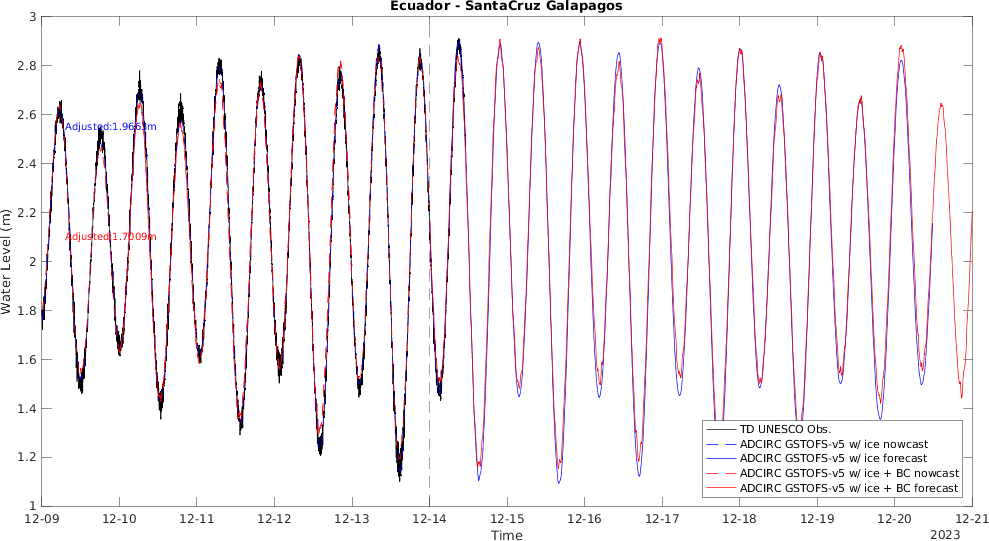 Ecuador - SantaCruz Galapagos
3
2.8
2.6
2.4
2.2
2
1.8
1.6
1.4
1.2
1
Water Level (m)
Adjusted:1.9663m
Adjusted:1.7009m
TD UNESCO Obs.
ADCIRC GSTOFS-v5 w/ ice nowcast
ADCIRC GSTOFS-v5 w/ ice forecast
ADCIRC GSTOFS-v5 w/ ice + BC nowcast
ADCIRC GSTOFS-v5 w/ ice + BC forecast
12-09 12-10 12-11 12-12 12-13 12-14 12-15 12-16 12-17 12-18 12-19 12-20 12-21
Time
2023